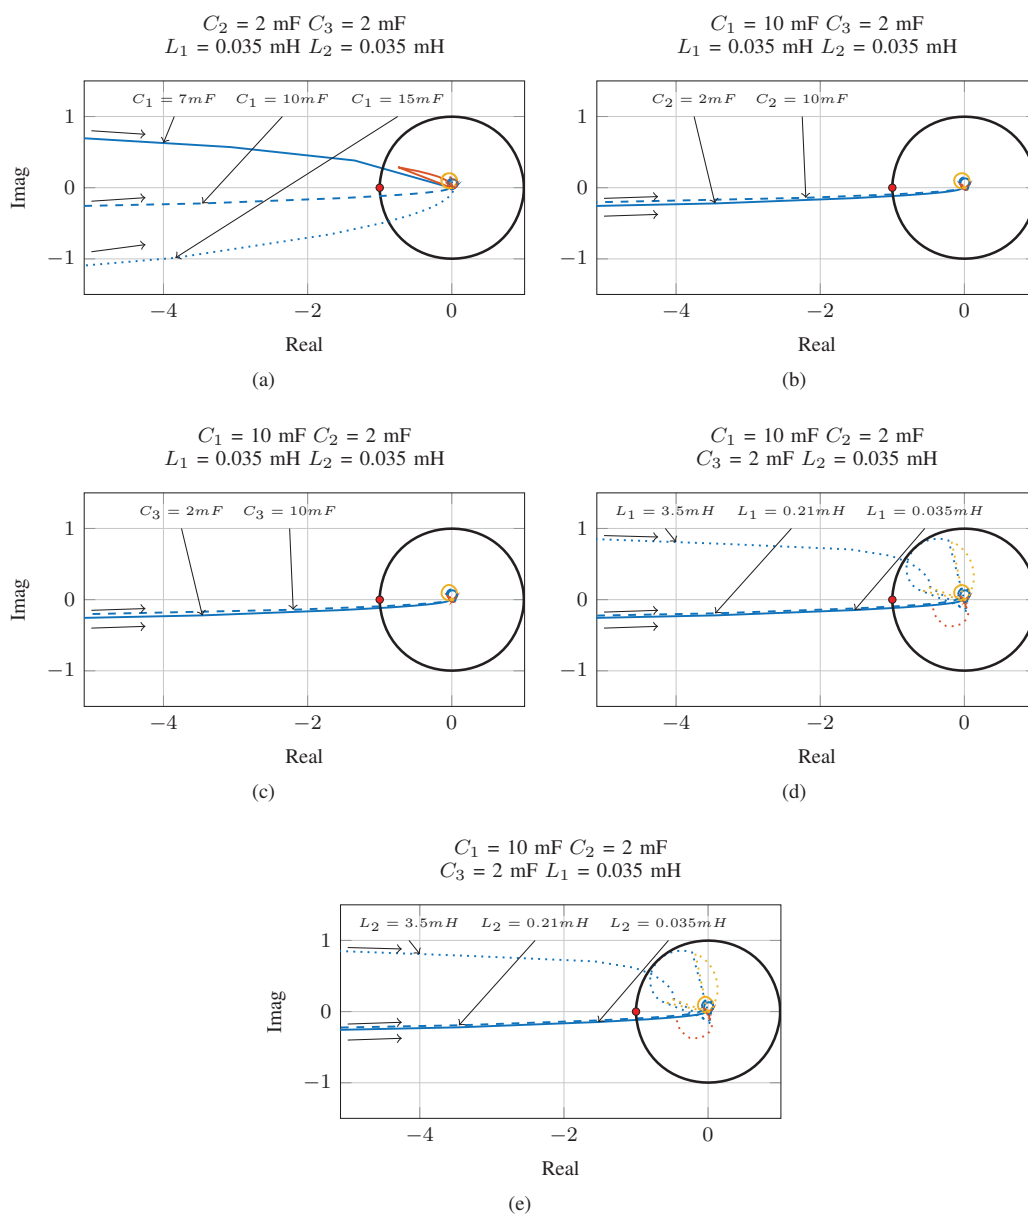 C₂ = 2 mF C₃ = 2 mF
L₁ = 0.035 mH L₂ = 0.035 mH
C₁ = 7mF C₁ = 10mF C₁ = 15mF
1
0
−1
Imag
−4 −2 0
Real
(a)
C₁ = 10 mF C₃ = 2 mF
L₁ = 0.035 mH L₂ = 0.035 mH
C₂ = 2mF C₂ = 10mF
1
0
−1
−4 −2 0
Real
(b)
C₁ = 10 mF C₂ = 2 mF
L₁ = 0.035 mH L₂ = 0.035 mH
C₃ = 2mF C₃ = 10mF
1
0
−1
Imag
−4 −2 0
Real
(c)
C₁ = 10 mF C₂ = 2 mF
C₃ = 2 mF L₂ = 0.035 mH
L₁ = 3.5mH L₁ = 0.21mH L₁ = 0.035mH
1
0
−1
−4 −2 0
Real
(d)
C₁ = 10 mF C₂ = 2 mF
C₃ = 2 mF L₁ = 0.035 mH
L₂ = 3.5mH L₂ = 0.21mH L₂ = 0.035mH
1
0
−1
Imag
−4 −2 0
Real
(e)